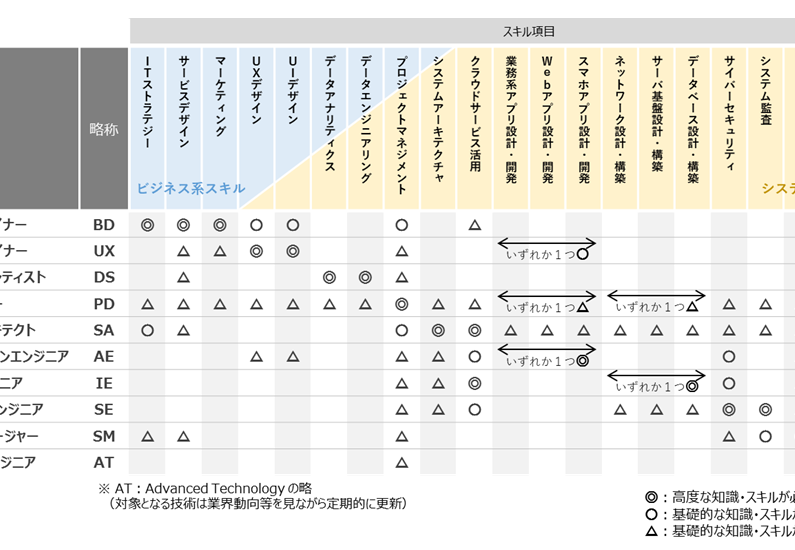 スキル項目
略称
ITストラテジー
サービスデザイン
マーケティング
UXデザイン
UIデザイン
データアナリティクス
データエンジニアリング
プロジェクトマネジメント
システムアーキテクチャ
クラウドサービス活用
業務系アプリ設計・開発
Webアプリ設計・開発
スマホアプリ設計・開発
ネットワーク設計・構築
サーバ基盤設計・構築
データベース設計・構築
サイバーセキュリティ
システム監査
ビジネス系スキル
システ
ナー BD ◎ ◎ ◎ ○ ○ ○ △
イナー UX △ △ ◎ ◎ △ いずれか1つ○
ティスト DS △ ◎ ◎ △
ー PD △ △ △ △ △ △ △ ◎ △ △ いずれか1つ△ いずれか1つ△ △ △
テクト SA ○ △ ○ ◎ ◎ △ △ △ △ △ △ △ △
ンエンジニア AE △ △ △ △ ○ いずれか1つ◎ ○
ニア IE △ △ ◎ いずれか1つ◎ ○
ンジニア SE △ △ ○ △ △ △ ◎ ◎
ージャー SM △ △ △ △ ○
ジニア AT △
※ AT：Advanced Technologyの略
（対象となる技術は業界動向等を見ながら定期的に更新）
◎：高度な知識・スキルが
○：基礎的な知識・スキル
△：基礎的な知識・スキル